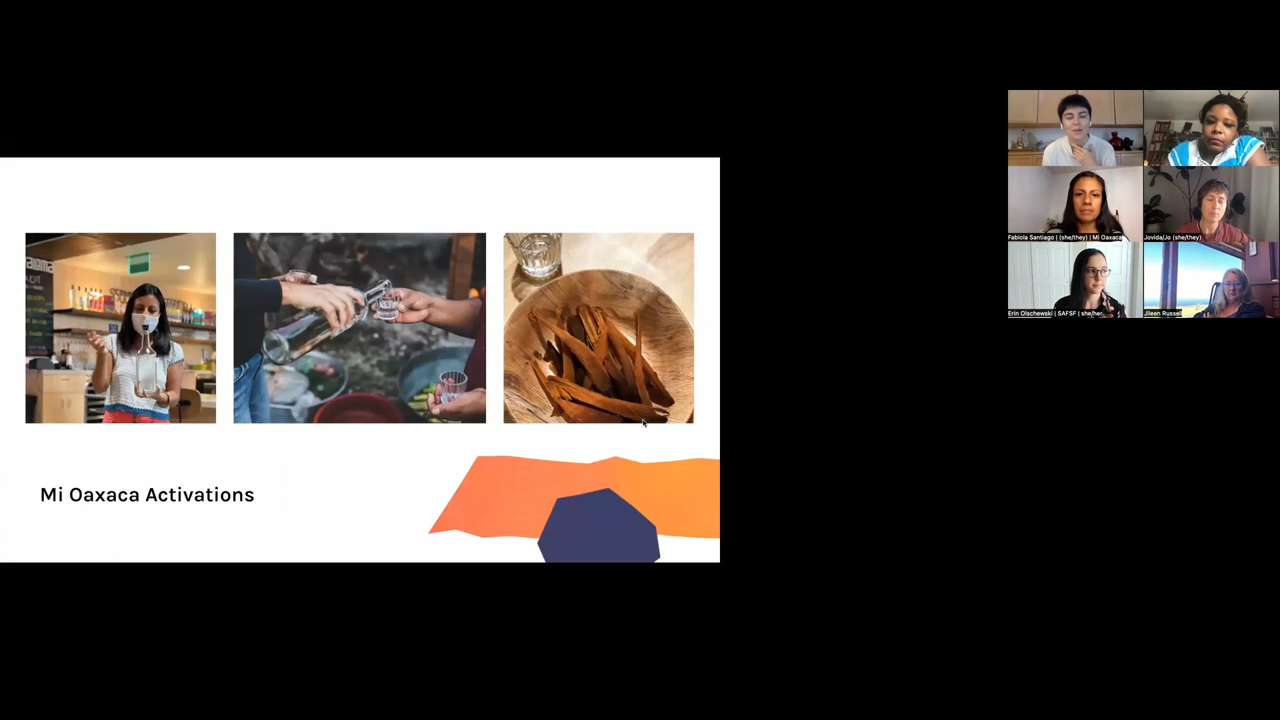 Mi Oaxaca Activations
Fabiola Santiago | (she/they) | Mi Oaxaca
Jovida/Jo (she/they)
Erin Olschewski | SAFSF | she/her
Jileen Russell